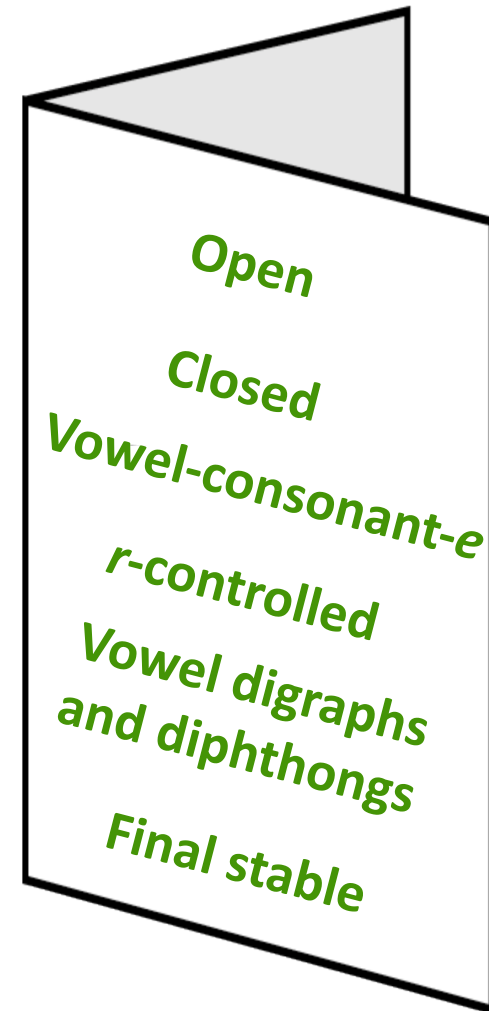 Open
Closed
Vowel-consonant-e
r-controlled
Vowel digraphs
and diphthongs
Final stable